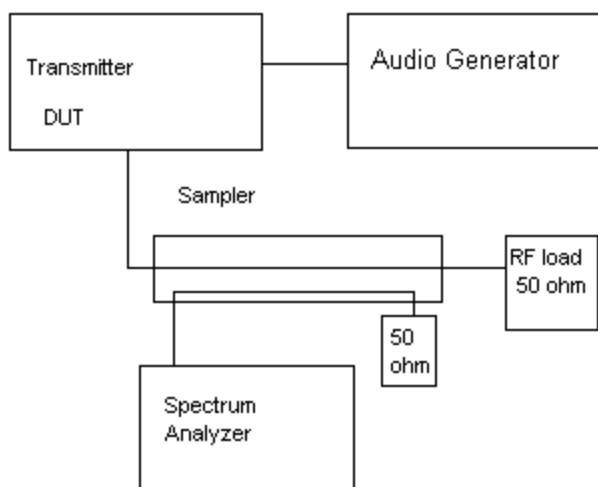 Transmitter
DUT
Audio Generator
Sampler
RF load
50 ohm
50
ohm
Spectrum
Analyzer